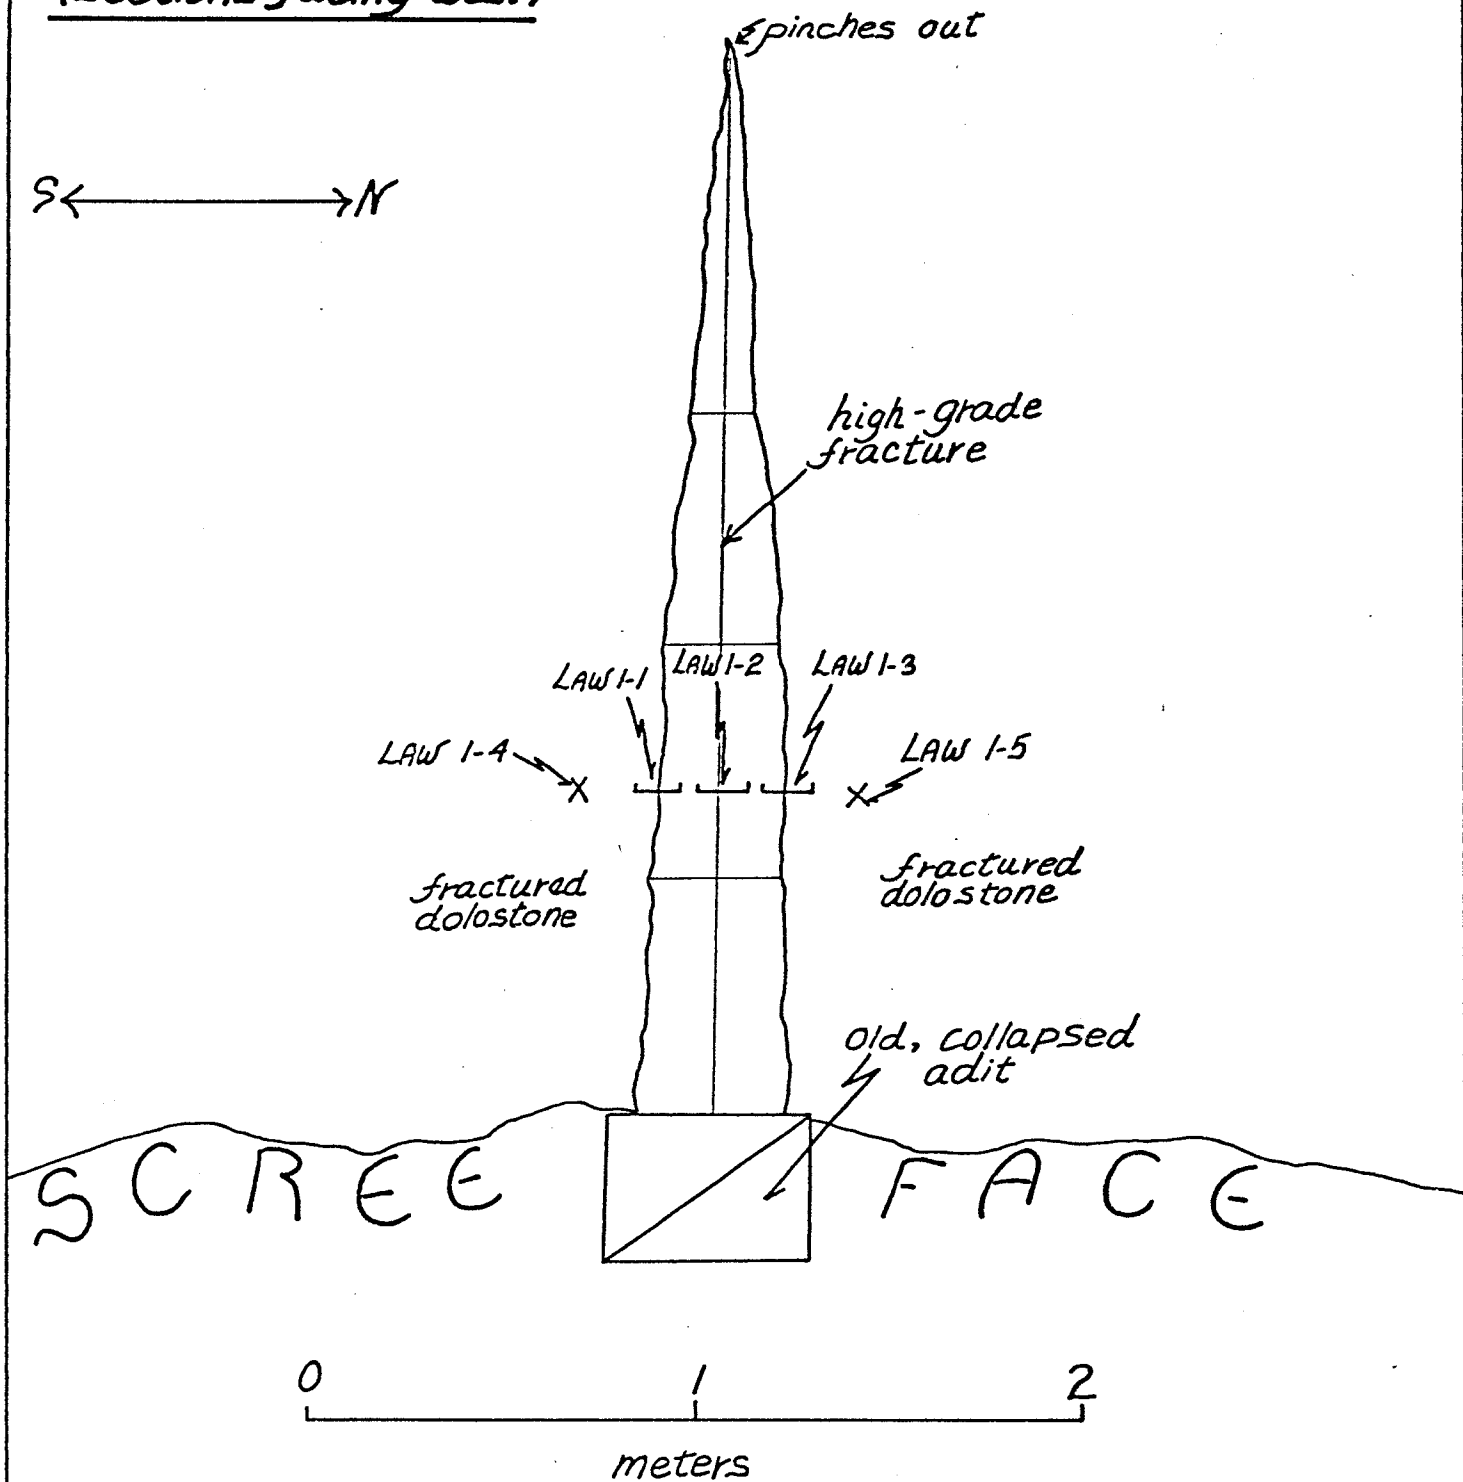 pinches out
S N
high-grade
fracture
LAW 1-1 LAW 1-2 LAW 1-3
LAW 1-4 LAW 1-5
X X
fractured
dolostone
fractured
dolostone
old, collapsed
adit
SCREE FACE
0 1 2
meters